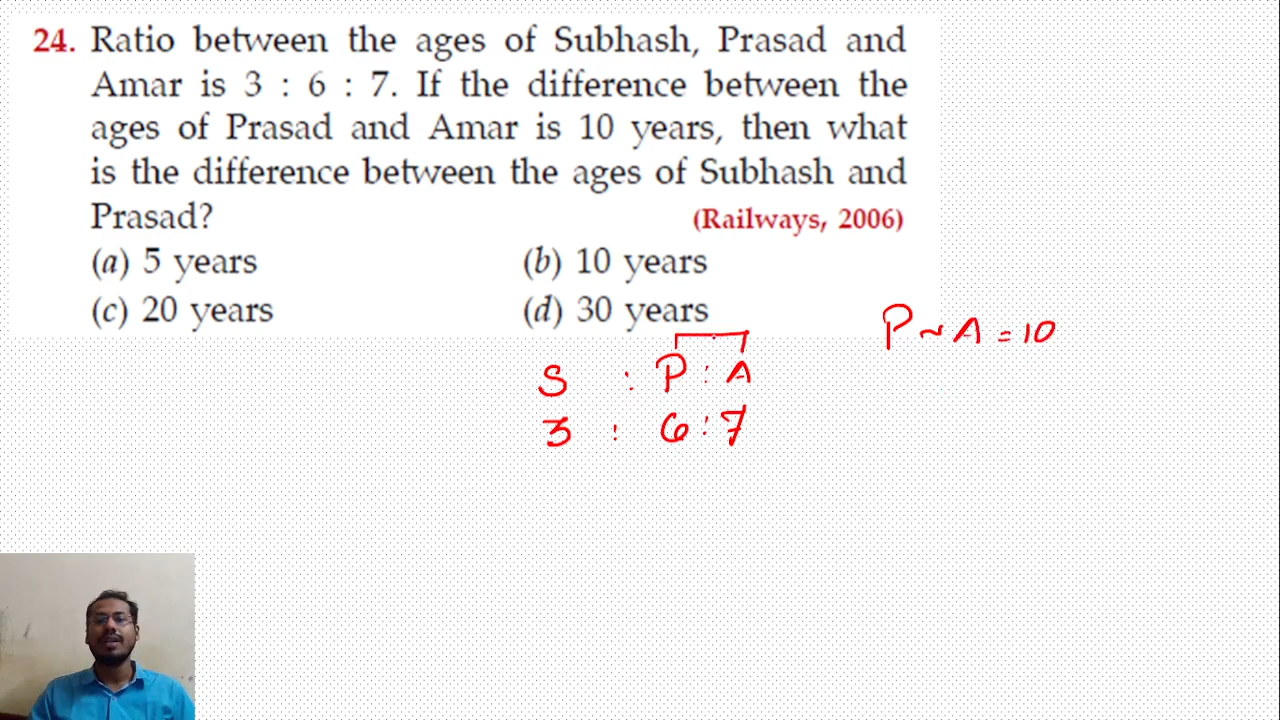 24. Ratio between the ages of Subhash, Prasad and
Amar is 3 : 6 : 7. If the difference between the
ages of Prasad and Amar is 10 years, then what
is the difference between the ages of Subhash and
Prasad? (Railways, 2006)
(a) 5 years (b) 10 years
(c) 20 years (d) 30 years
P ~ A = 10
S : P : A
3 : 6 : 7